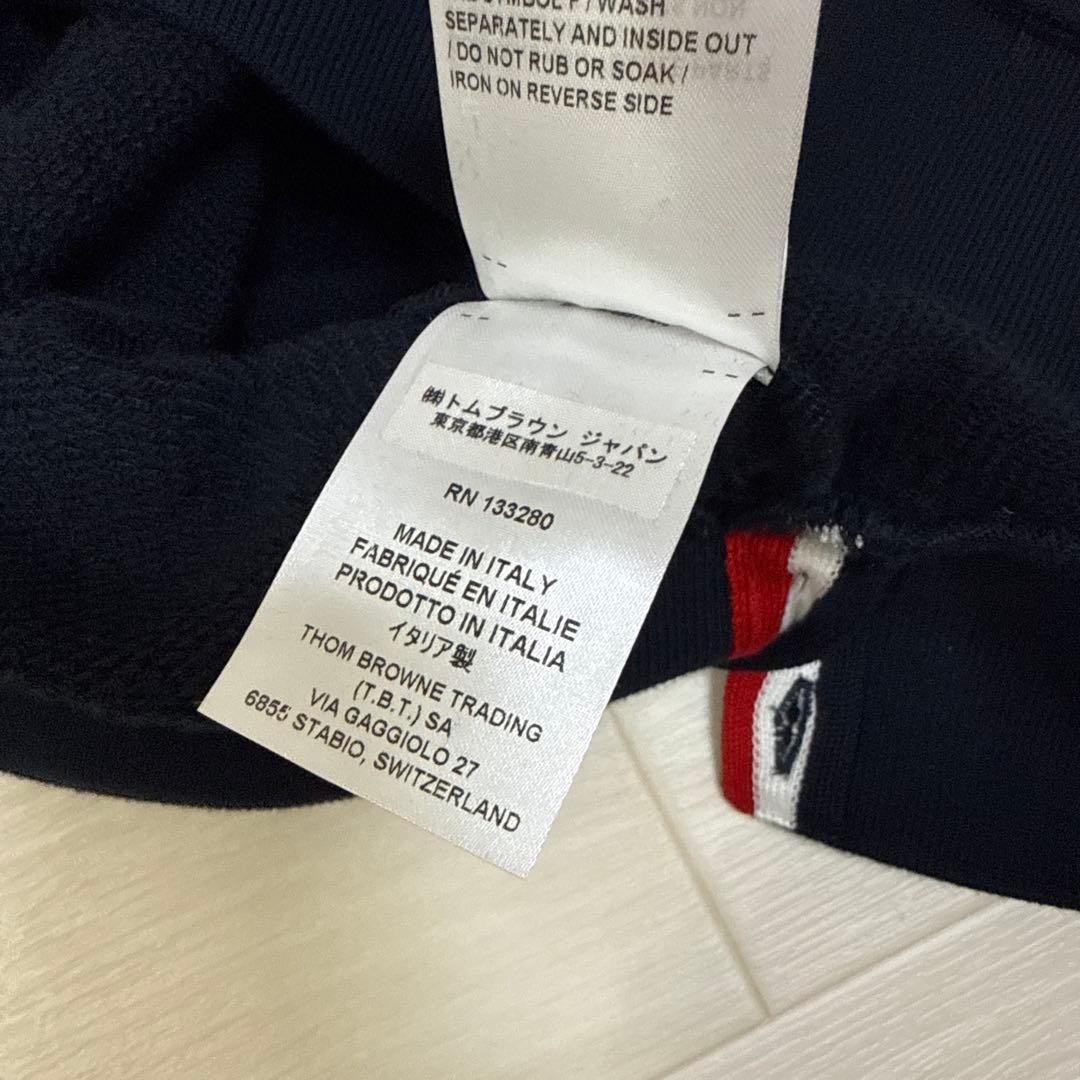 WASH
SEPARATELY AND INSIDE OUT
/ DO NOT RUB OR SOAK /
IRON ON REVERSE SIDE
㈱トムブラウン ジャパン
東京都港区南青山5-3-22
RN 133280
MADE IN ITALY
FABRIQUÉ EN ITALIE
PRODOTTO IN ITALIA
イタリア製
THOM BROWNE TRADING
(T.B.T.) SA
VIA GAGGIOLO 27
6855 STABIO, SWITZERLAND